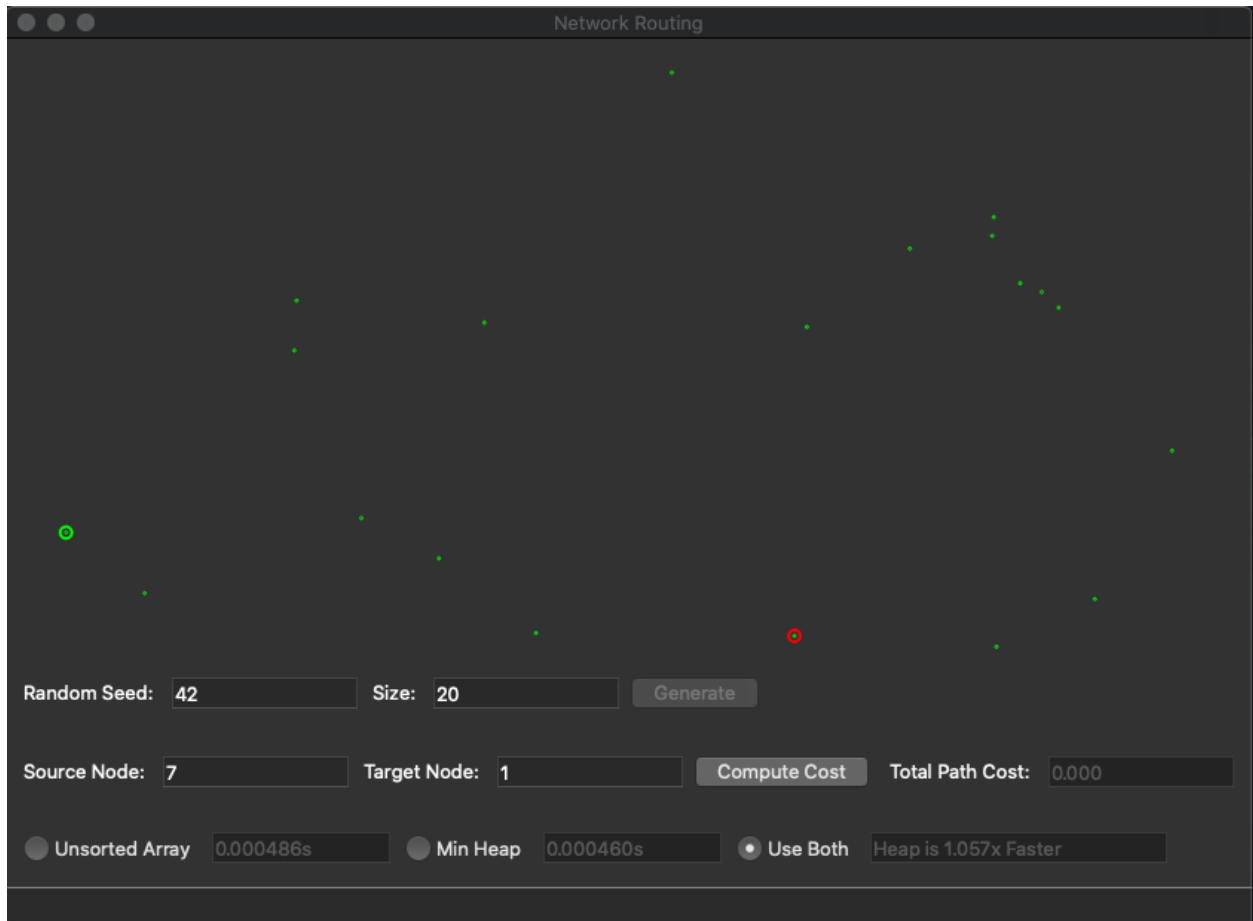 Network Routing
Random Seed: 42 Size: 20 Generate
Source Node: 7 Target Node: 1 Compute Cost Total Path Cost: 0.000
Unsorted Array 0.000486s Min Heap 0.000460s Use Both Heap is 1.057x Faster